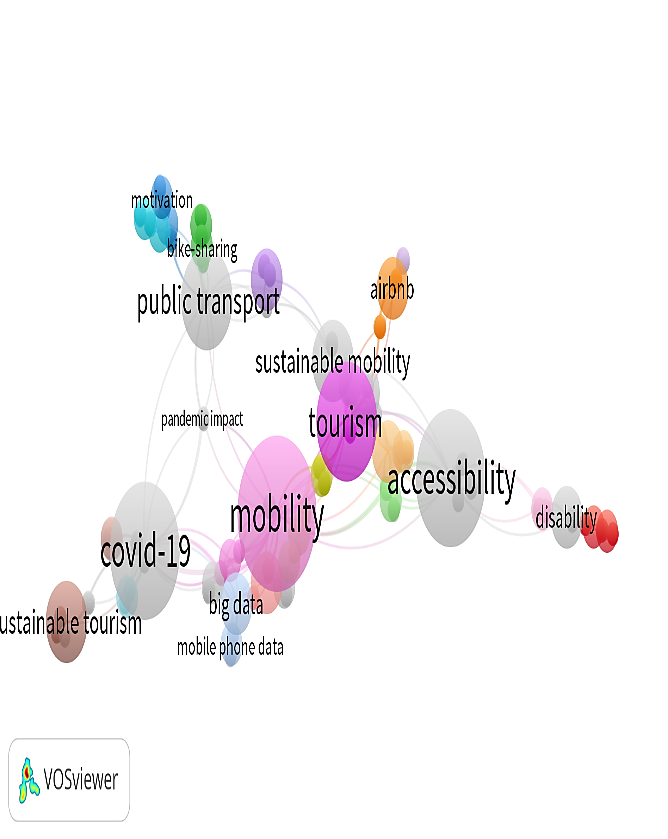 motivation
bike-sharing
public transport
airbnb
sustainable mobility
pandemic impact
tourism
accessibility
mobility
disability
covid-19
big data
ustainable tourism
mobile phone data
VOSviewer